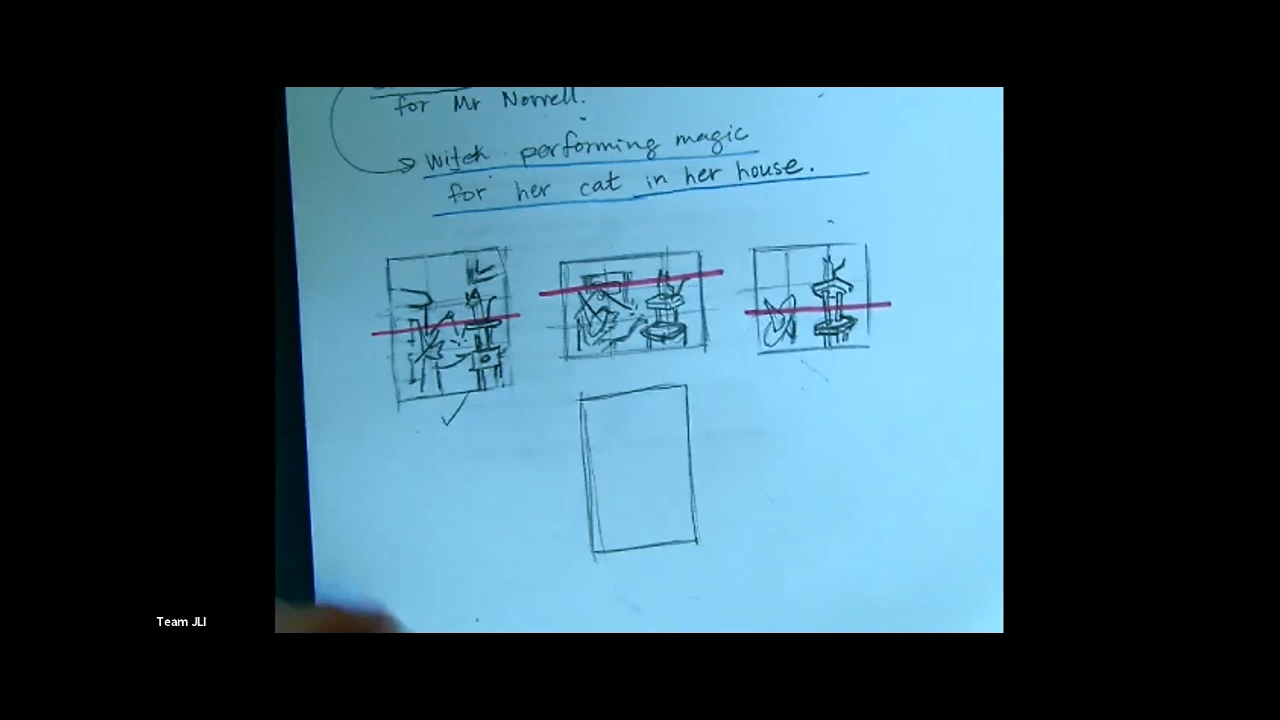 for Mr Norrell.
witch performing magic
for her cat in her house.
Team JLI